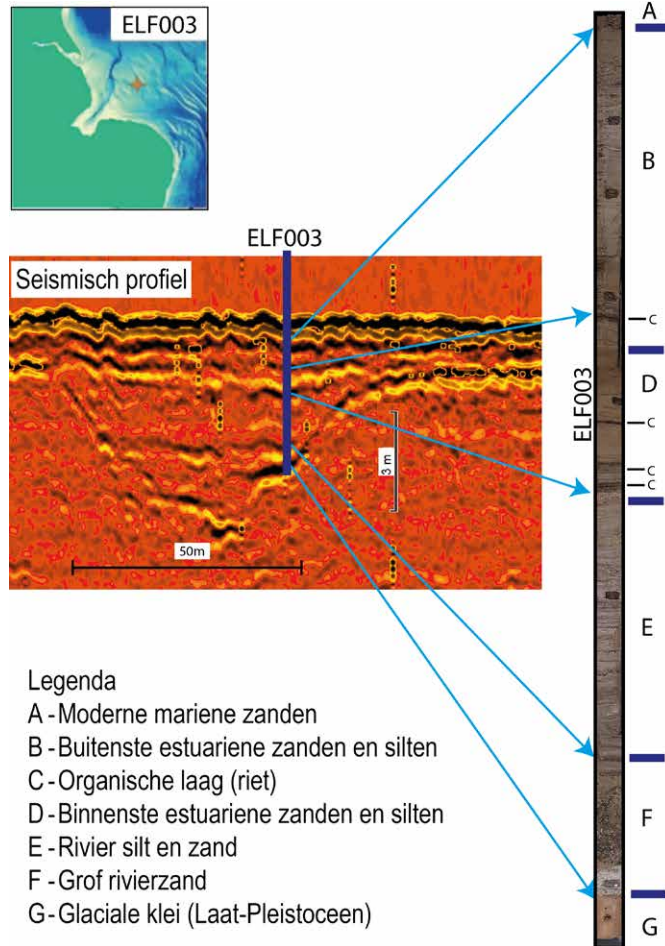 ELF003
A
B
ELF003
Seismisch profiel
C
D
ELF003
C
3 m
C
C
50m
E
Legenda
A - Moderne mariene zanden
B - Buitenste estuariene zanden en silten
C - Organische laag (riet)
D - Binnenste estuariene zanden en silten
E - Rivier silt en zand
F - Grof rivierzand
G - Glaciale klei (Laat-Pleistoceen)
F
G